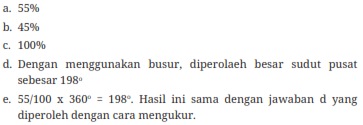 a. 55%
b. 45%
c. 100%
d. Dengan menggunakan busur, diperolaeh besar sudut pusat
sebesar 198°
e. 55/100 x 360° = 198°. Hasil ini sama dengan jawaban d yang
diperoleh dengan cara mengukur.